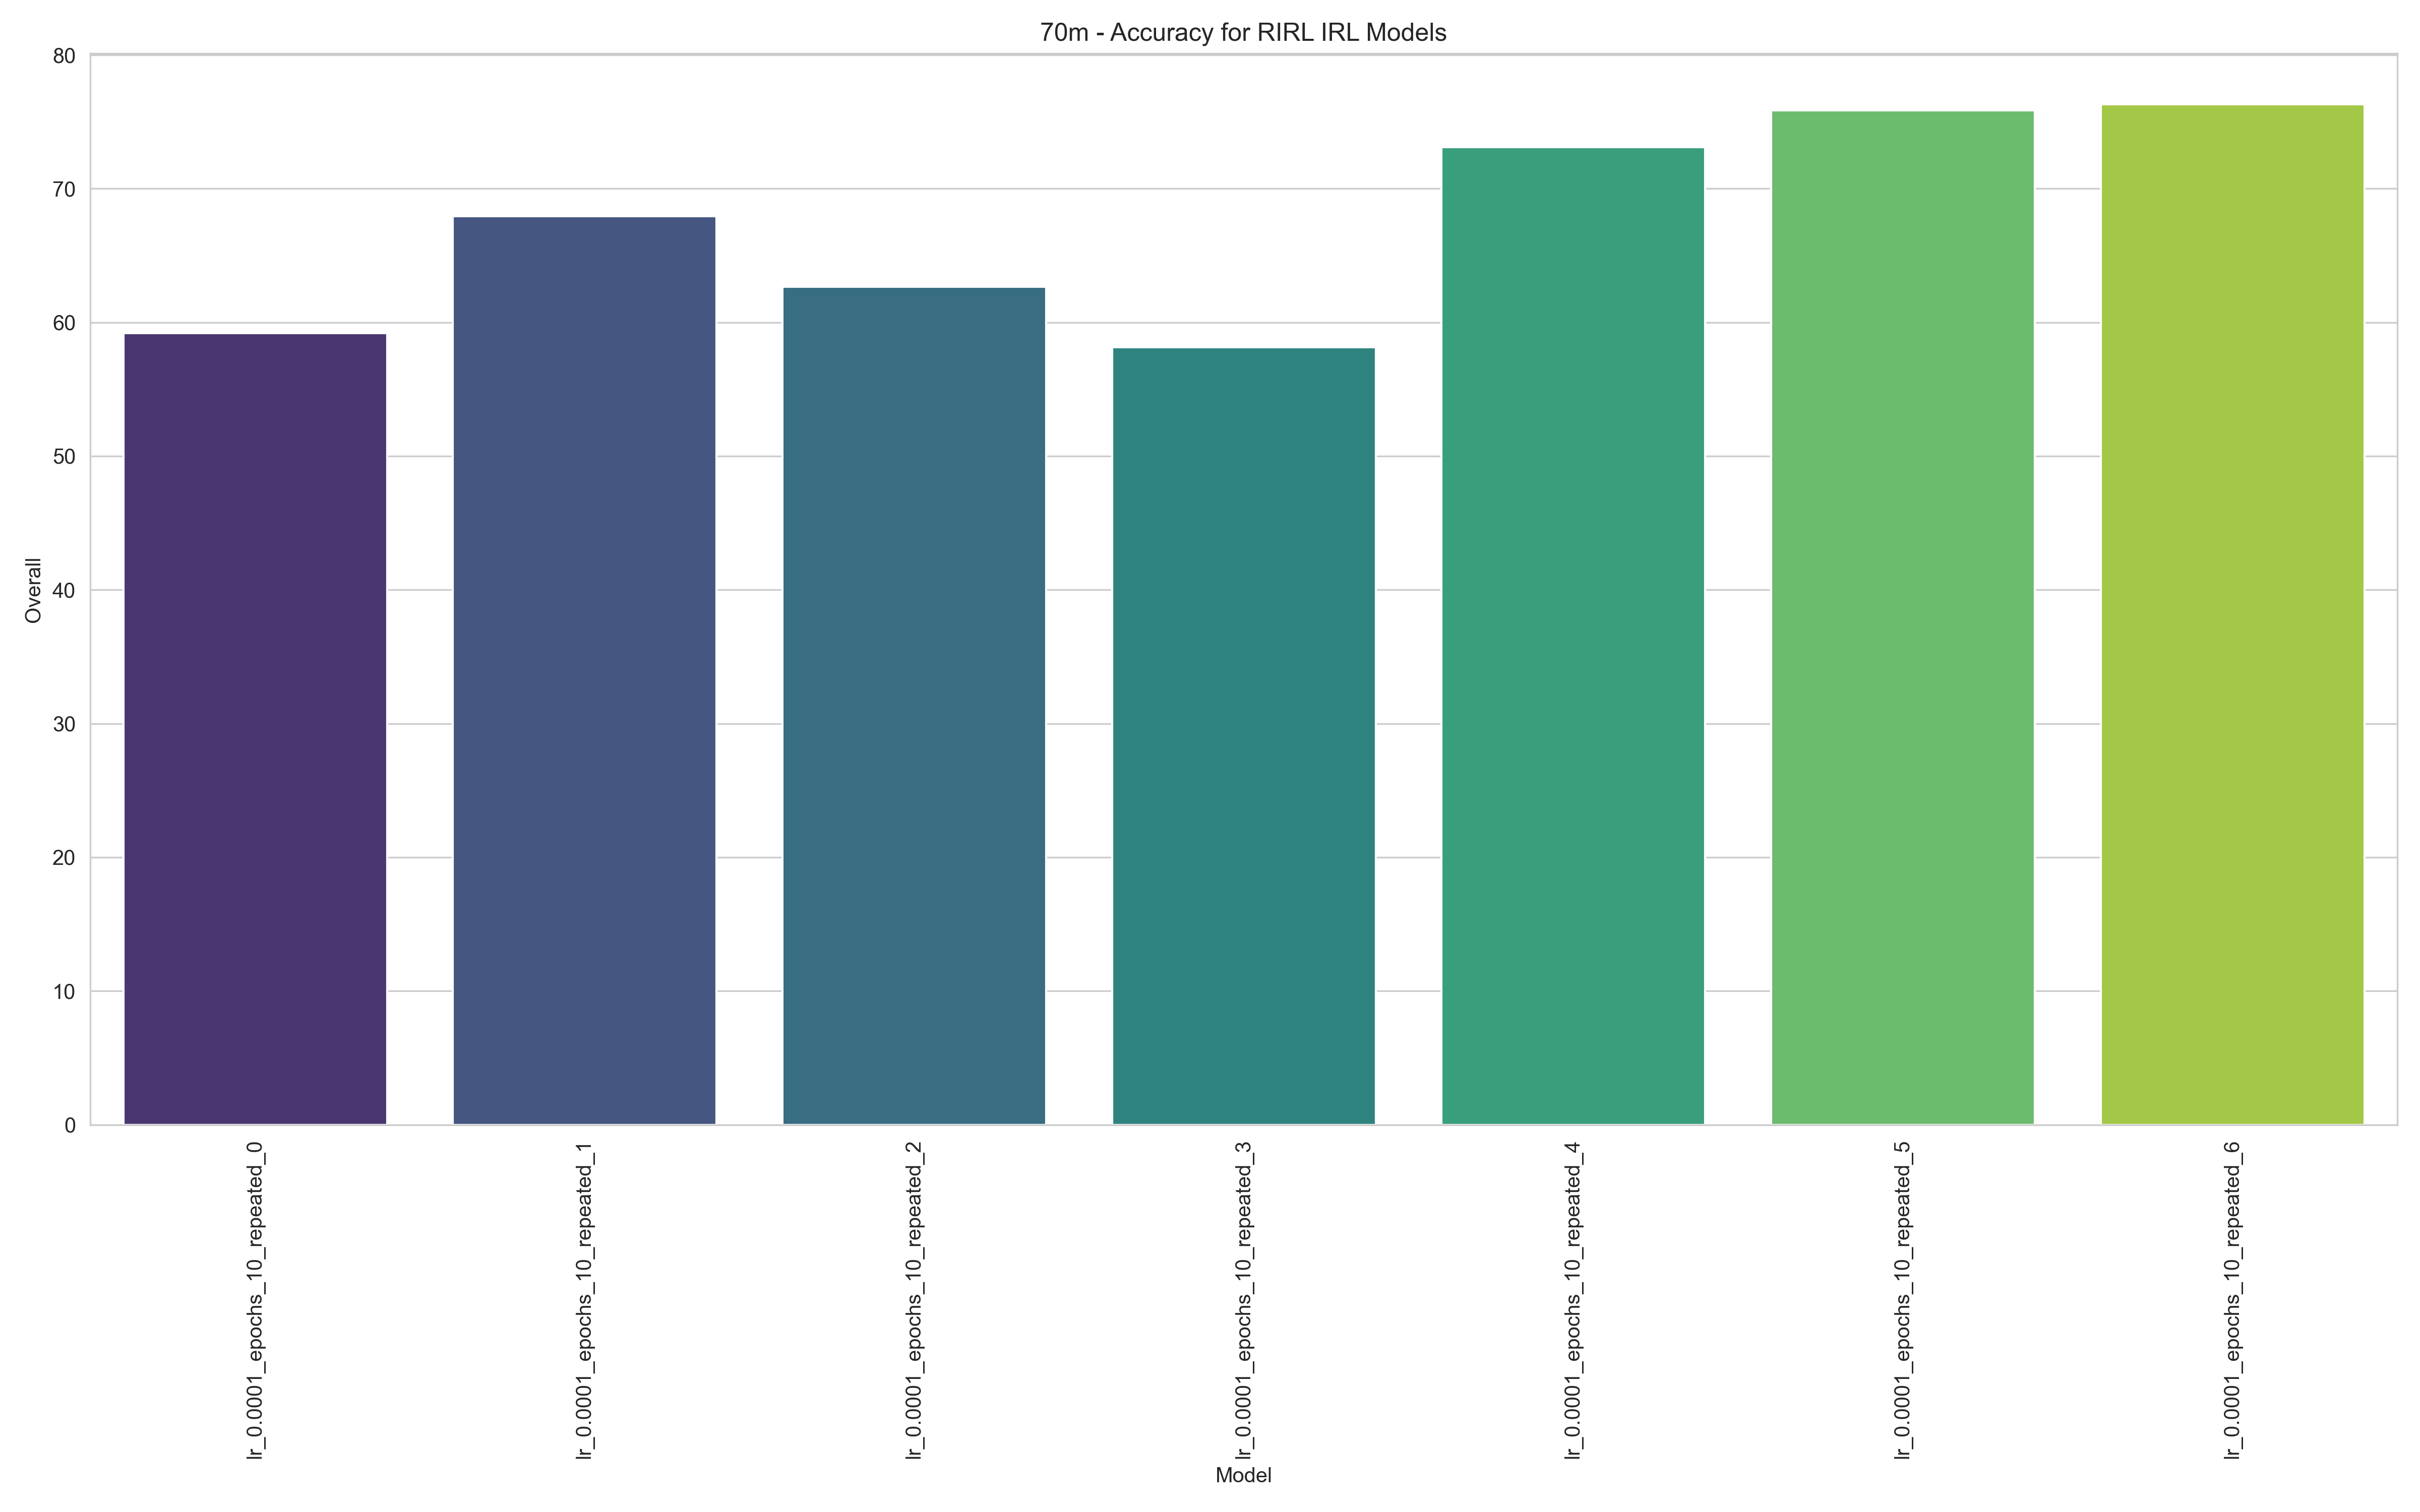 70m - Accuracy for RIRL IRL Models
Overall
80
70
60
50
40
30
20
10
0
lr_0.0001_epochs_10_repeated_0
lr_0.0001_epochs_10_repeated_1
lr_0.0001_epochs_10_repeated_2
lr_0.0001_epochs_10_repeated_3
lr_0.0001_epochs_10_repeated_4
lr_0.0001_epochs_10_repeated_5
lr_0.0001_epochs_10_repeated_6
Model